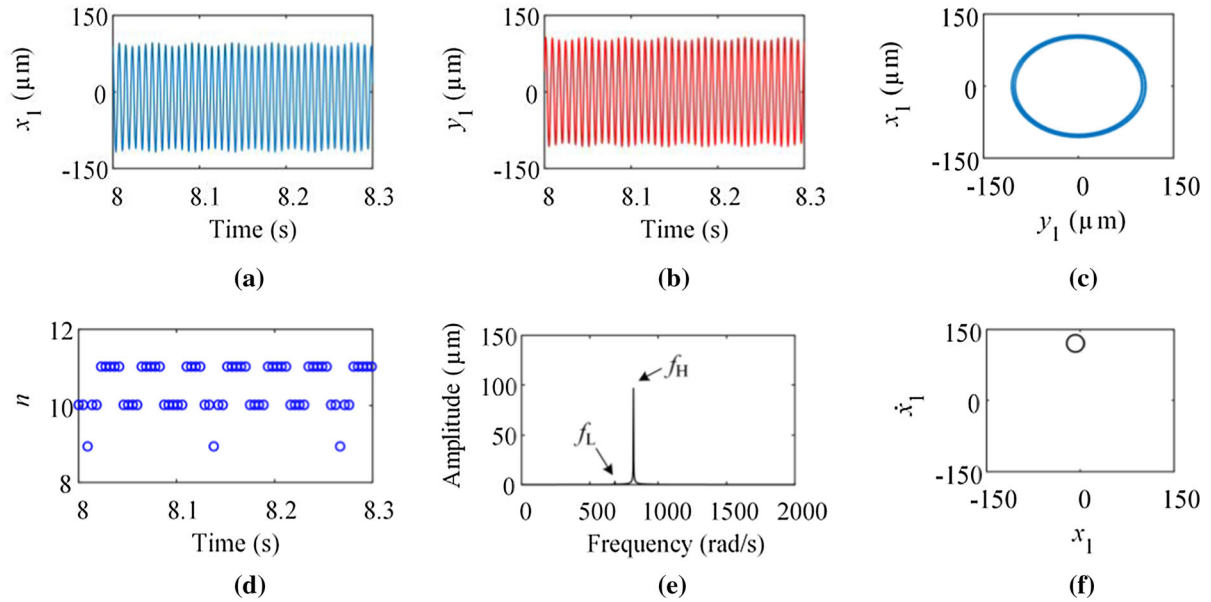 150
0
-150
x₁ (μm)
8 8.1 8.2 8.3
Time (s)
(a)
150
0
-150
y₁ (μm)
8 8.1 8.2 8.3
Time (s)
(b)
150
0
-150
x₁ (μm)
-150 0 150
y₁ (μm)
(c)
12
10
8
n
8 8.1 8.2 8.3
Time (s)
(d)
150
100
50
0
Amplitude (μm)
f_H
f_L
0 500 1000 1500 2000
Frequency (rad/s)
(e)
150
0
-150
ẋ₁
-150 0 150
x₁
(f)